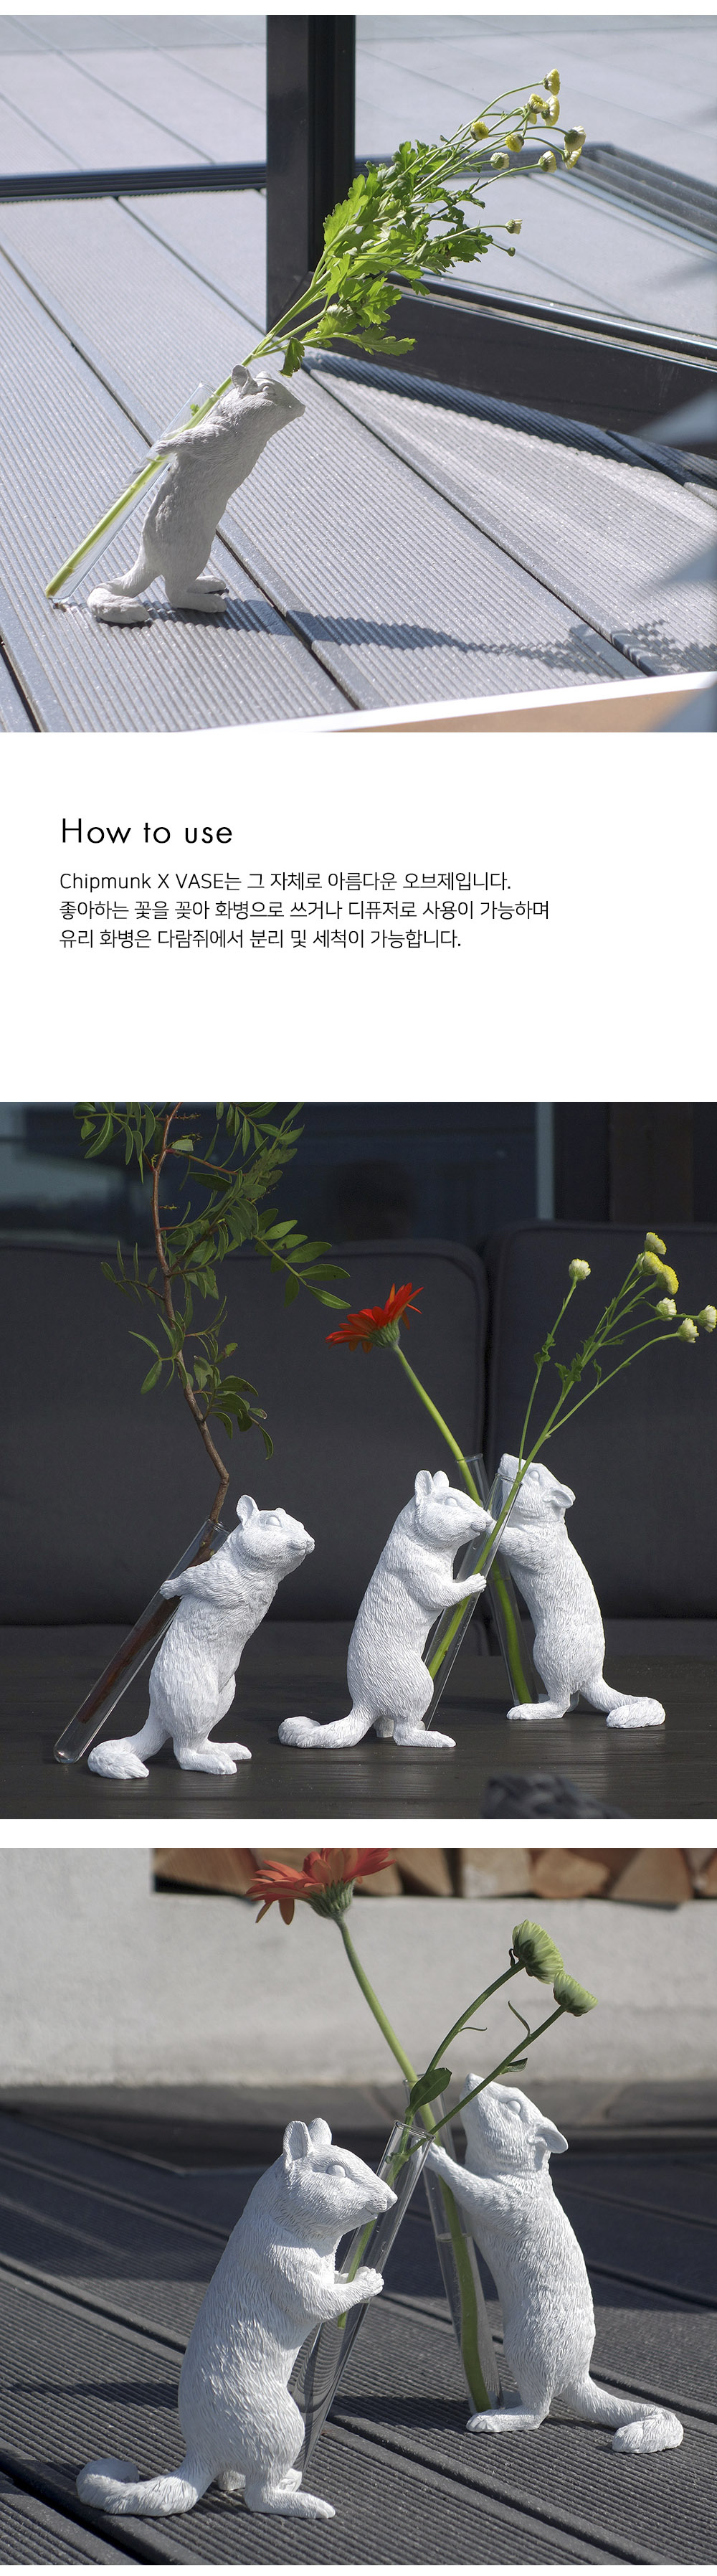 How to use
Chipmunk X VASE는 그 자체로 아름다운 오브제입니다.
좋아하는 꽃을 꽂아 화병으로 쓰거나 디퓨저로 사용이 가능하며
유리 화병은 다람쥐에서 분리 및 세척이 가능합니다.